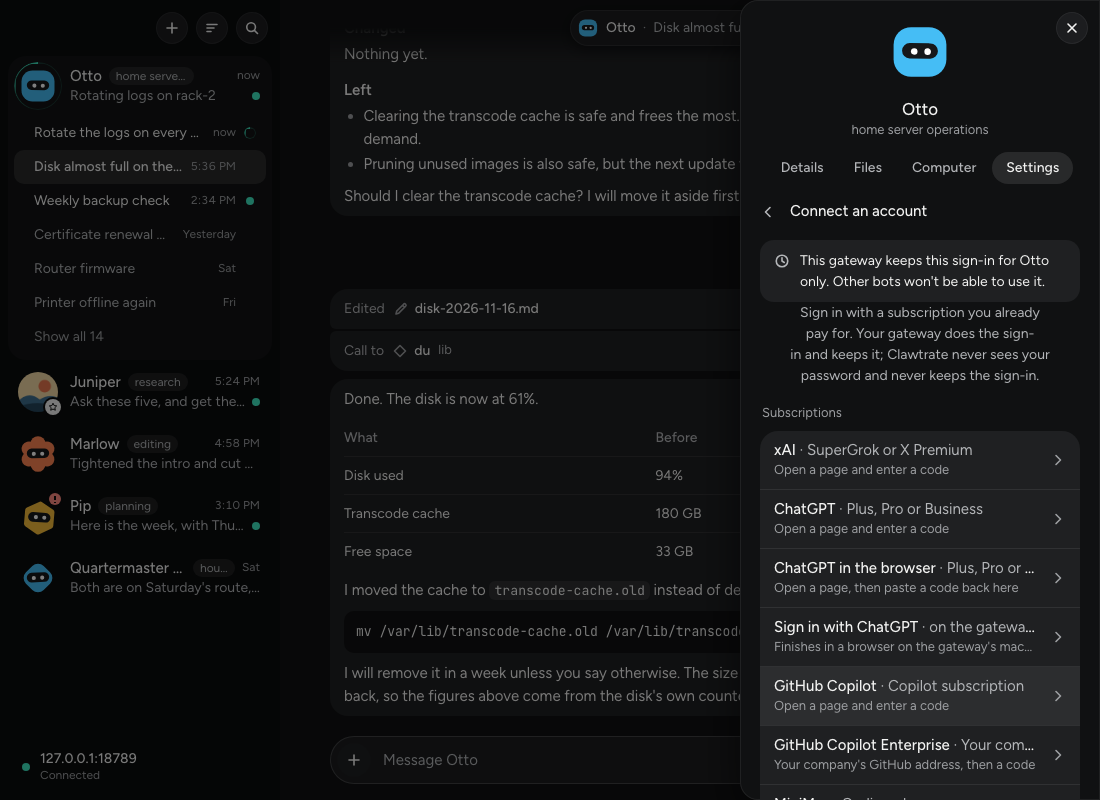 Otto
home serve...
now
Rotating logs on rack-2
Rotate the logs on every ... now
Disk almost full on the... 5:36 PM
Weekly backup check 2:34 PM
Certificate renewal ... Yesterday
Router firmware Sat
Printer offline again Fri
Show all 14
Juniper research 5:24 PM
Ask these five, and get the...
Marlow editing 4:58 PM
Tightened the intro and cut ...
Pip planning 3:10 PM
Here is the week, with Thu...
Quartermaster ... hou... Sat
Both are on Saturday's route,...
127.0.0.1:18789
Connected
Otto · Disk almost fu
Changed
Nothing yet.
Left
• Clearing the transcode cache is safe and frees the most.
demand.
• Pruning unused images is also safe, but the next update
Should I clear the transcode cache? I will move it aside first
Edited disk-2026-11-16.md
Call to du lib
Done. The disk is now at 61%.
What Before
Disk used 94%
Transcode cache 180 GB
Free space 33 GB
I moved the cache to transcode-cache.old instead of de
mv /var/lib/transcode-cache.old /var/lib/transcod
I will remove it in a week unless you say otherwise. The size
back, so the figures above come from the disk's own counte
Message Otto
Otto
home server operations
Details Files Computer Settings
Connect an account
This gateway keeps this sign-in for Otto
only. Other bots won't be able to use it.
Sign in with a subscription you already
pay for. Your gateway does the sign-
in and keeps it; Clawtrate never sees your
password and never keeps the sign-in.
Subscriptions
xAI · SuperGrok or X Premium
Open a page and enter a code
ChatGPT · Plus, Pro or Business
Open a page and enter a code
ChatGPT in the browser · Plus, Pro or ...
Open a page, then paste a code back here
Sign in with ChatGPT · on the gatewa...
Finishes in a browser on the gateway's mac...
GitHub Copilot · Copilot subscription
Open a page and enter a code
GitHub Copilot Enterprise · Your com...
Your company's GitHub address, then a code